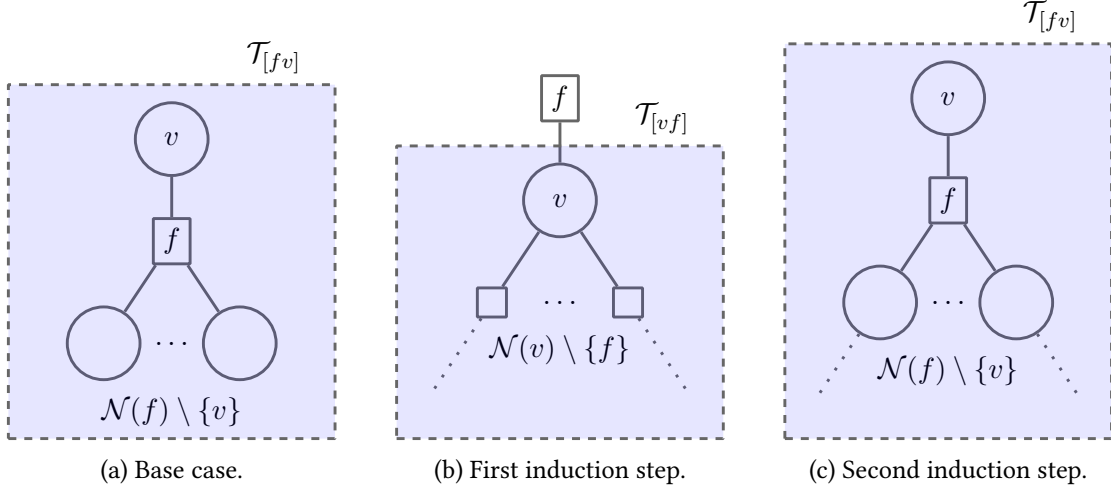 𝒯[fv]
v
f
…
𝒩(f) \ {v}
(a) Base case.
f
𝒯[vf]
v
…
𝒩(v) \ {f}
(b) First induction step.
𝒯[fv]
v
f
…
𝒩(f) \ {v}
(c) Second induction step.